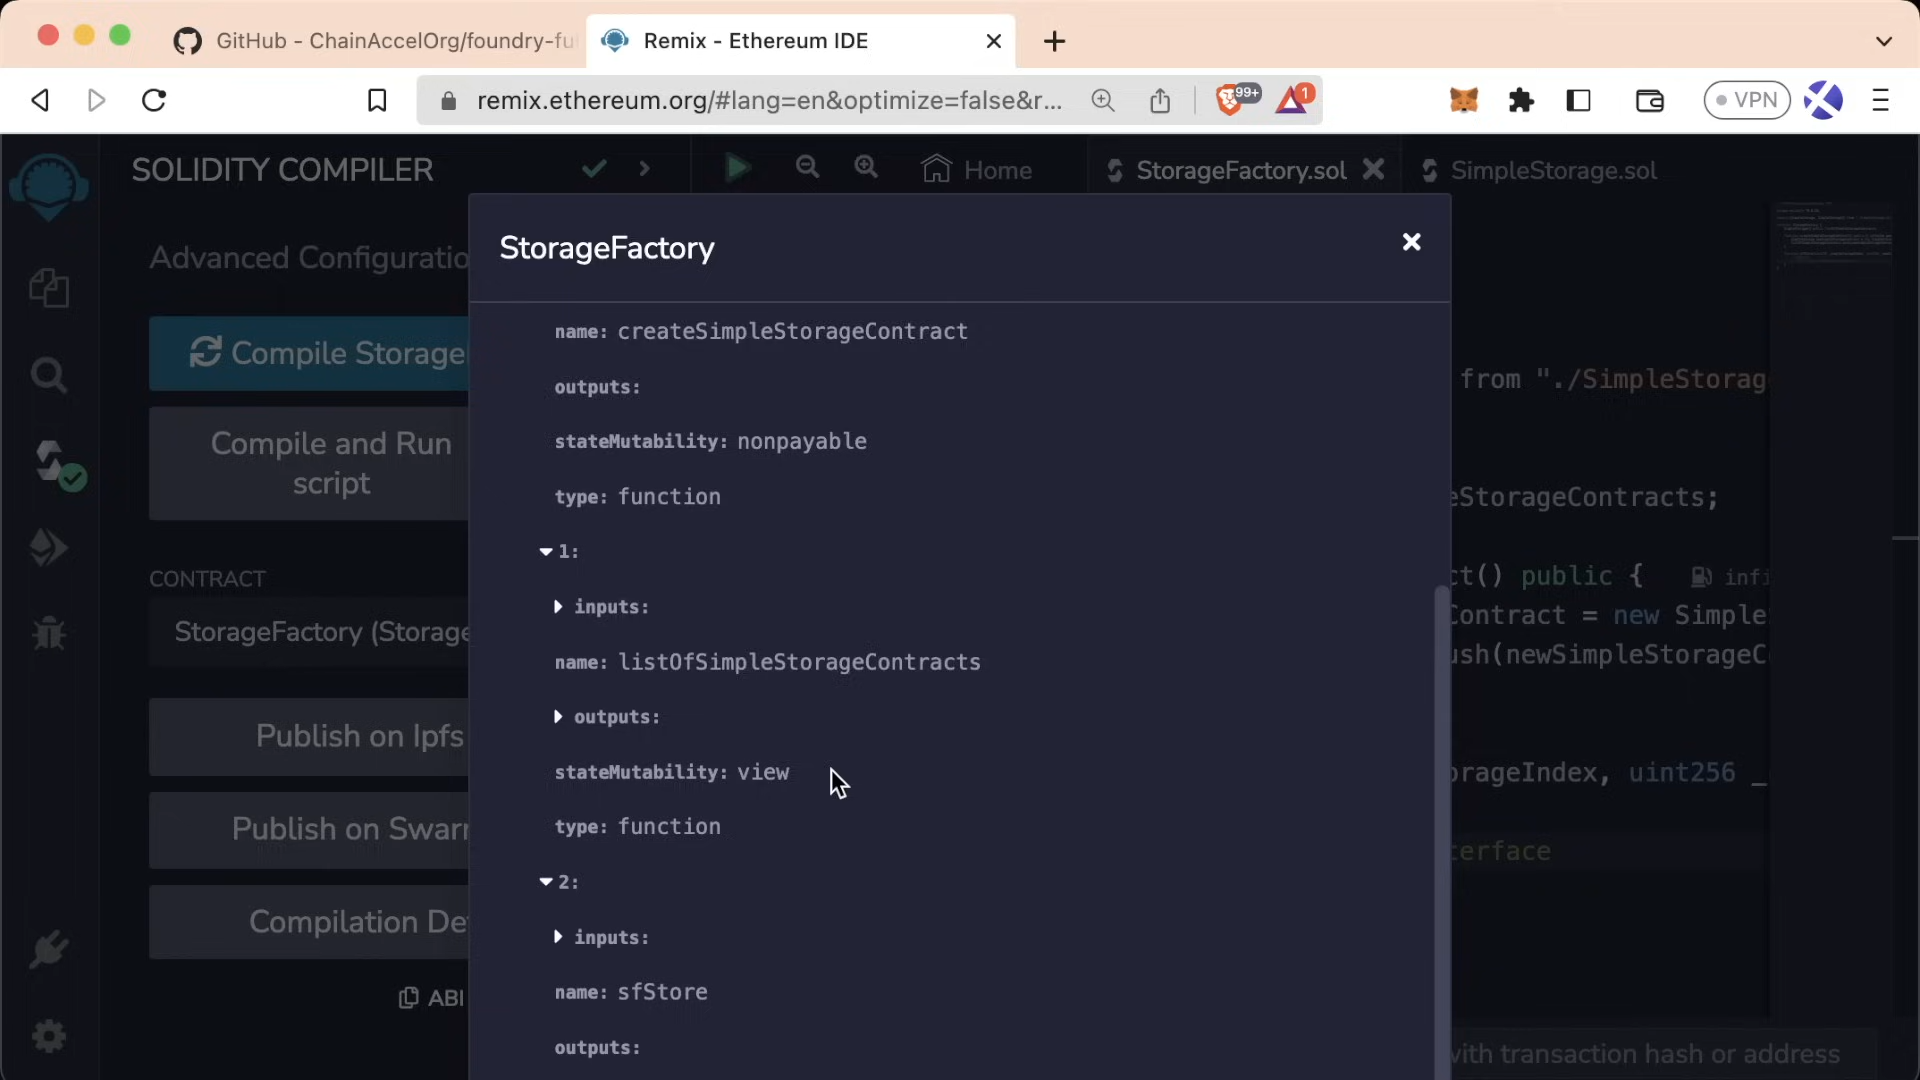 GitHub - ChainAccelOrg/foundry-fu
Remix - Ethereum IDE
remix.ethereum.org/#lang=en&optimize=false&r...
99+
1
VPN
SOLIDITY COMPILER
Home
StorageFactory.sol
SimpleStorage.sol
Advanced Configuratio
Compile Storage
Compile and Run
script
CONTRACT
StorageFactory (Storage
Publish on Ipfs
Publish on Swar
Compilation De
ABI
StorageFactory
name: createSimpleStorageContract
outputs:
stateMutability: nonpayable
type: function
1:
inputs:
name: listOfSimpleStorageContracts
outputs:
stateMutability: view
type: function
2:
inputs:
name: sfStore
outputs:
from "./SimpleStorag
eStorageContracts;
ct() public { infi
Contract = new Simple
ush(newSimpleStorageC
orageIndex, uint256 _
terface
with transaction hash or address